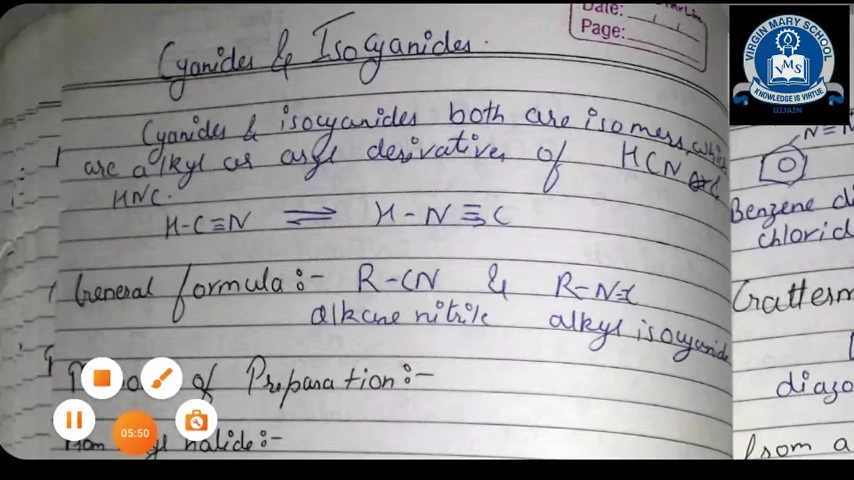 Date:
Page:
Cyanides & Isocyanides.
Cyanides & isocyanides both are isomers, which
are alkyl or aryl derivatives of HCN
HNC.
H-C≡N ⇌ H-N≡C
General formula:- R-CN & R-N≡C
alkane nitrile alkyl isocyanide
of Preparation:-
halide:-
05:50
VIRGIN MARY SCHOOL
VMS
KNOWLEDGE IS VIRTUE
UJJAIN
Benzene di
chlorid
Gatterm
diazo
from a